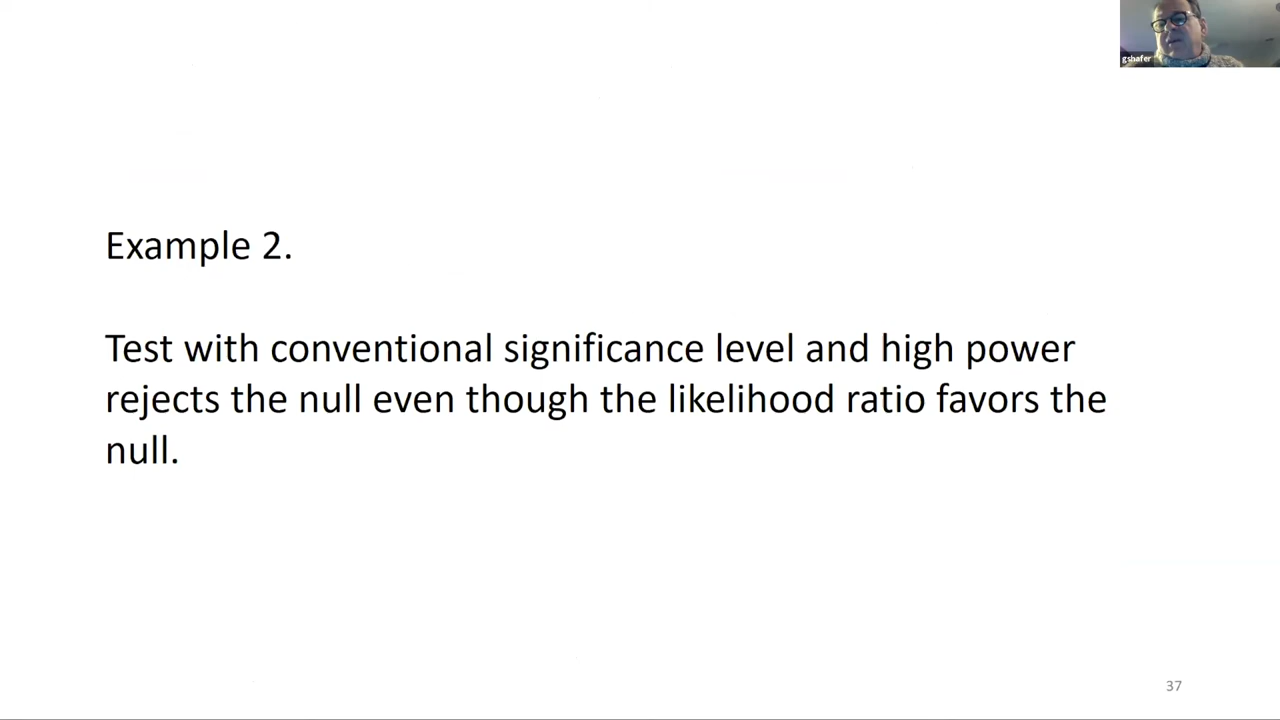 gshafer
Example 2.
Test with conventional significance level and high power
rejects the null even though the likelihood ratio favors the
null.
37